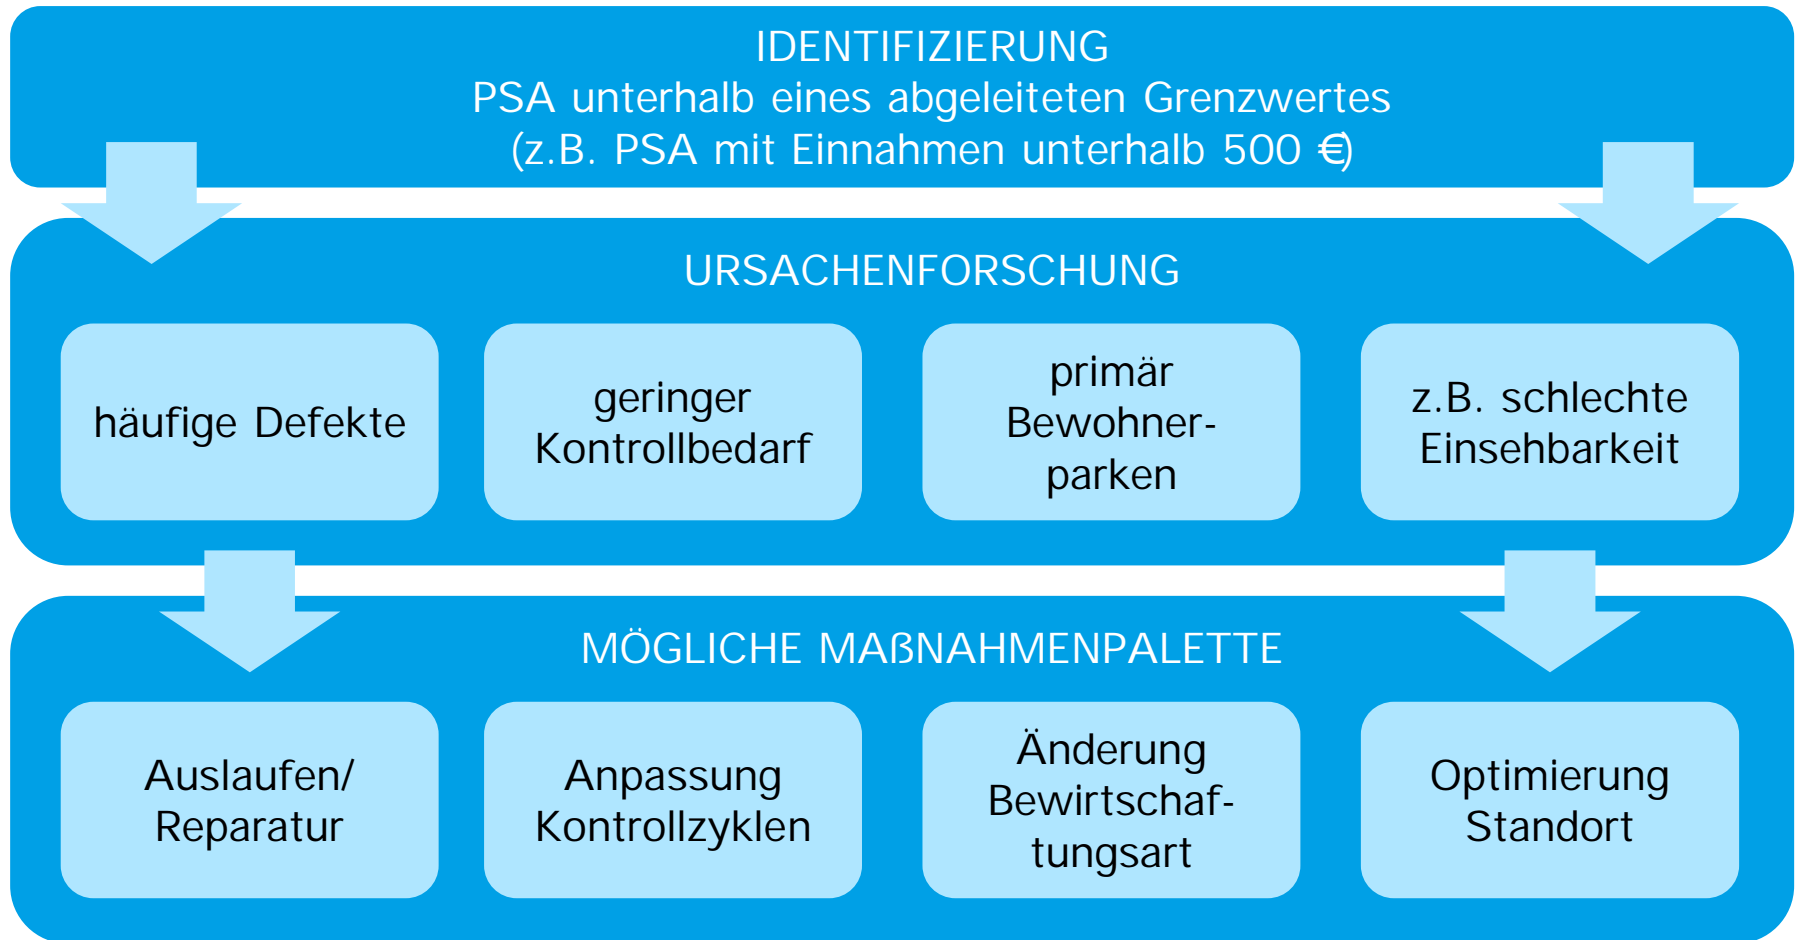 IDENTIFIZIERUNG
PSA unterhalb eines abgeleiteten Grenzwertes
(z.B. PSA mit Einnahmen unterhalb 500 €)
URSACHENFORSCHUNG
häufige Defekte
geringer
Kontrollbedarf
primär
Bewohner-
parken
z.B. schlechte
Einsehbarkeit
MÖGLICHE MAßNAHMENPALETTE
Auslaufen/
Reparatur
Anpassung
Kontrollzyklen
Änderung
Bewirtschaf-
tungsart
Optimierung
Standort